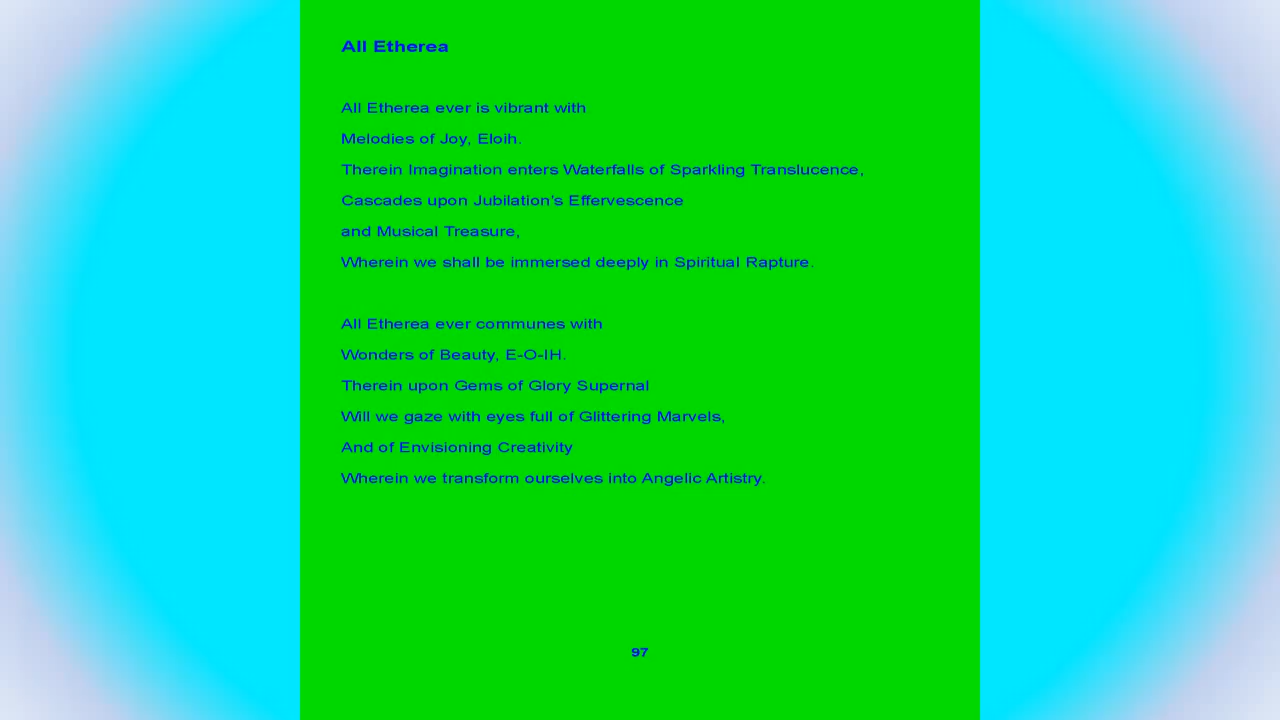 All Etherea
All Etherea ever is vibrant with
Melodies of Joy, Eloih.
Therein Imagination enters Waterfalls of Sparkling Translucence,
Cascades upon Jubilation's Effervescence
and Musical Treasure,
Wherein we shall be immersed deeply in Spiritual Rapture.
All Etherea ever communes with
Wonders of Beauty, E-O-IH.
Therein upon Gems of Glory Supernal
Will we gaze with eyes full of Glittering Marvels,
And of Envisioning Creativity
Wherein we transform ourselves into Angelic Artistry.
97